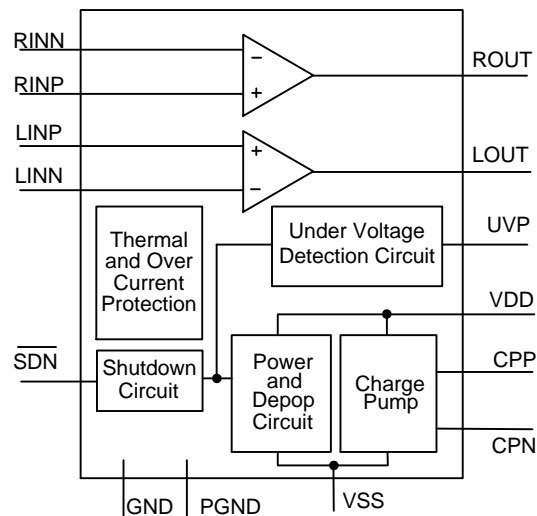 RINN
−
ROUT
RINP
+
LINP
+
LOUT
LINN
−
Thermal
and Over
Current
Protection
Under Voltage
Detection Circuit
UVP
VDD
SDN
Shutdown
Circuit
Power
and
Depop
Circuit
Charge
Pump
CPP
CPN
GND
PGND
VSS